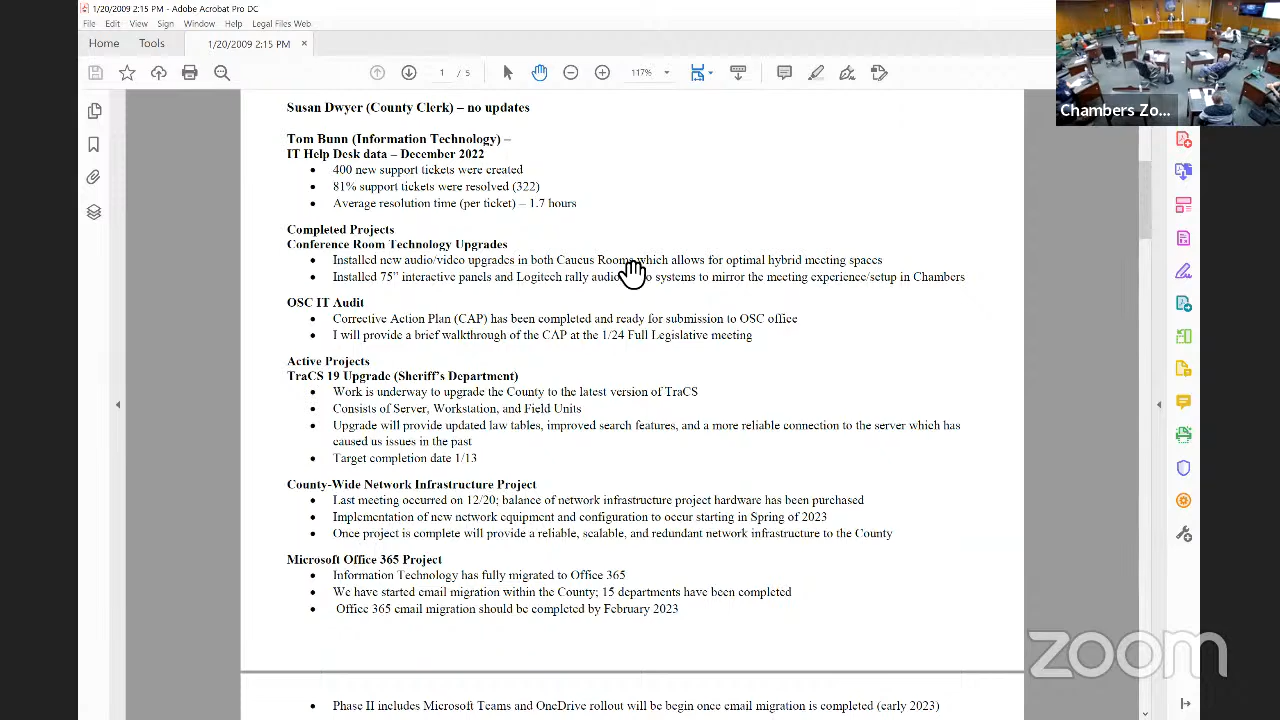 1/20/2009 2:15 PM - Adobe Acrobat Pro DC
File Edit View Sign Window Help Legal Files Web
Home Tools 1/20/2009 2:15 PM ×
1 / 5 117%
Chambers Zo...
Susan Dwyer (County Clerk) – no updates
Tom Bunn (Information Technology) –
IT Help Desk data – December 2022
• 400 new support tickets were created
• 81% support tickets were resolved (322)
• Average resolution time (per ticket) – 1.7 hours
Completed Projects
Conference Room Technology Upgrades
• Installed new audio/video upgrades in both Caucus Rooms which allows for optimal hybrid meeting spaces
• Installed 75” interactive panels and Logitech rally systems to mirror the meeting experience/setup in Chambers
OSC IT Audit
• Corrective Action Plan (CAP) has been completed and ready for submission to OSC office
• I will provide a brief walkthrough of the CAP at the 1/24 Full Legislative meeting
Active Projects
TraCS 19 Upgrade (Sheriff’s Department)
• Work is underway to upgrade the County to the latest version of TraCS
• Consists of Server, Workstation, and Field Units
• Upgrade will provide updated law tables, improved search features, and a more reliable connection to the server which has
caused us issues in the past
• Target completion date 1/13
County-Wide Network Infrastructure Project
• Last meeting occurred on 12/20; balance of network infrastructure project hardware has been purchased
• Implementation of new network equipment and configuration to occur starting in Spring of 2023
• Once project is complete will provide a reliable, scalable, and redundant network infrastructure to the County
Microsoft Office 365 Project
• Information Technology has fully migrated to Office 365
• We have started email migration within the County; 15 departments have been completed
• Office 365 email migration should be completed by February 2023
• Phase II includes Microsoft Teams and OneDrive rollout will be begin once email migration is completed (early 2023)
zoom